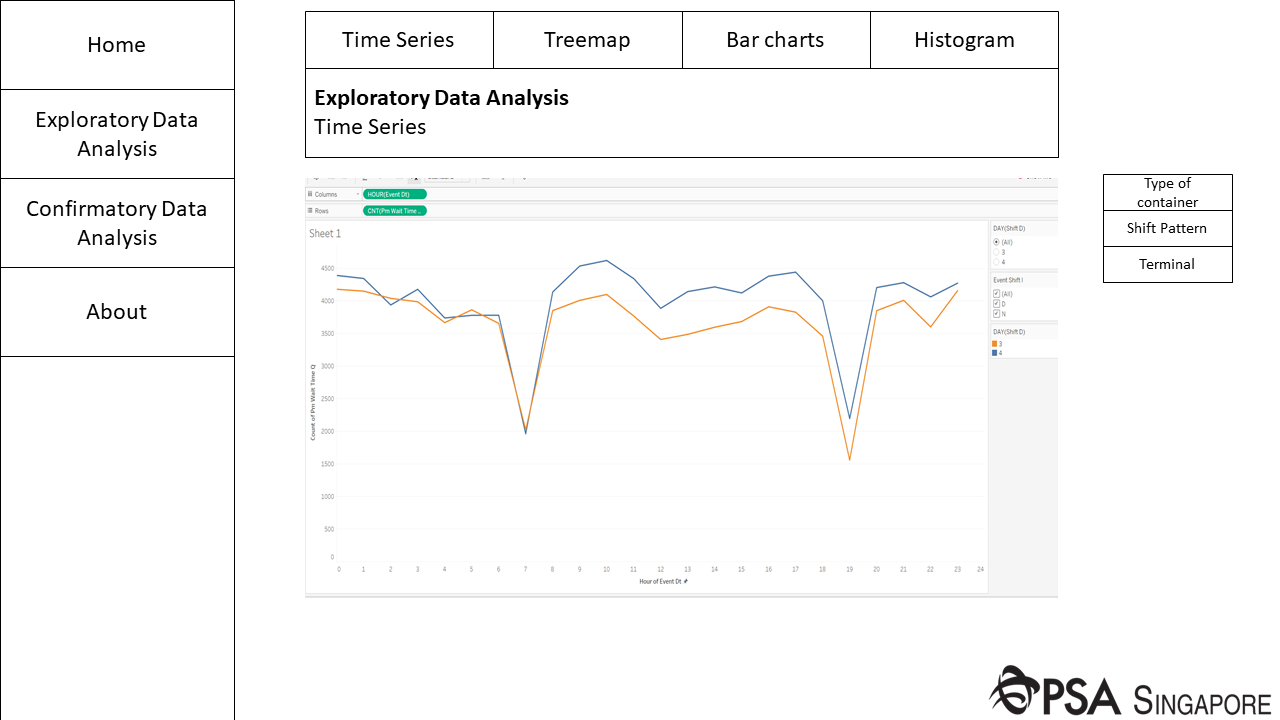 Home
Exploratory Data
Analysis
Confirmatory Data
Analysis
About
Time Series
Treemap
Bar charts
Histogram
Exploratory Data Analysis
Time Series
Columns
HOUR(Event Dt)
Rows
CNT(Pm Wait Time ..
Sheet 1
Count of Pm Wait Time Q
4500
4000
3500
3000
2500
2000
1500
1000
500
0
0 1 2 3 4 5 6 7 8 9 10 11 12 13 14 15 16 17 18 19 20 21 22 23 24
Hour of Event Dt
DAY(Shift D)
(All)
3
4
Event Shift I
(All)
D
N
DAY(Shift D)
3
4
Type of
container
Shift Pattern
Terminal
PSA SINGAPORE